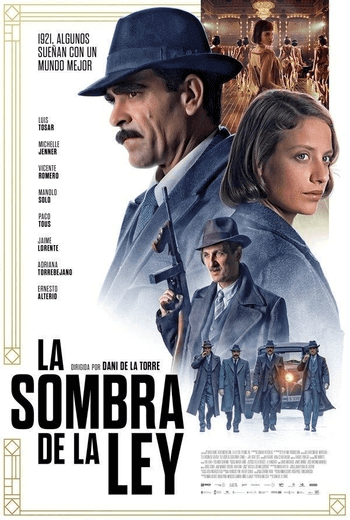 1921, ALGUNOS
SUEÑAN CON UN
MUNDO MEJOR
LUIS
TOSAR
MICHELLE
JENNER
VICENTE
ROMERO
MANOLO
SOLO
PACO
TOUS
JAIME
LORENTE
ADRIANA
TORREBEJANO
ERNESTO
ALTERIO
LA
DIRIGIDA POR DANI DE LA TORRE
SOMBRA
DE LA
LEY